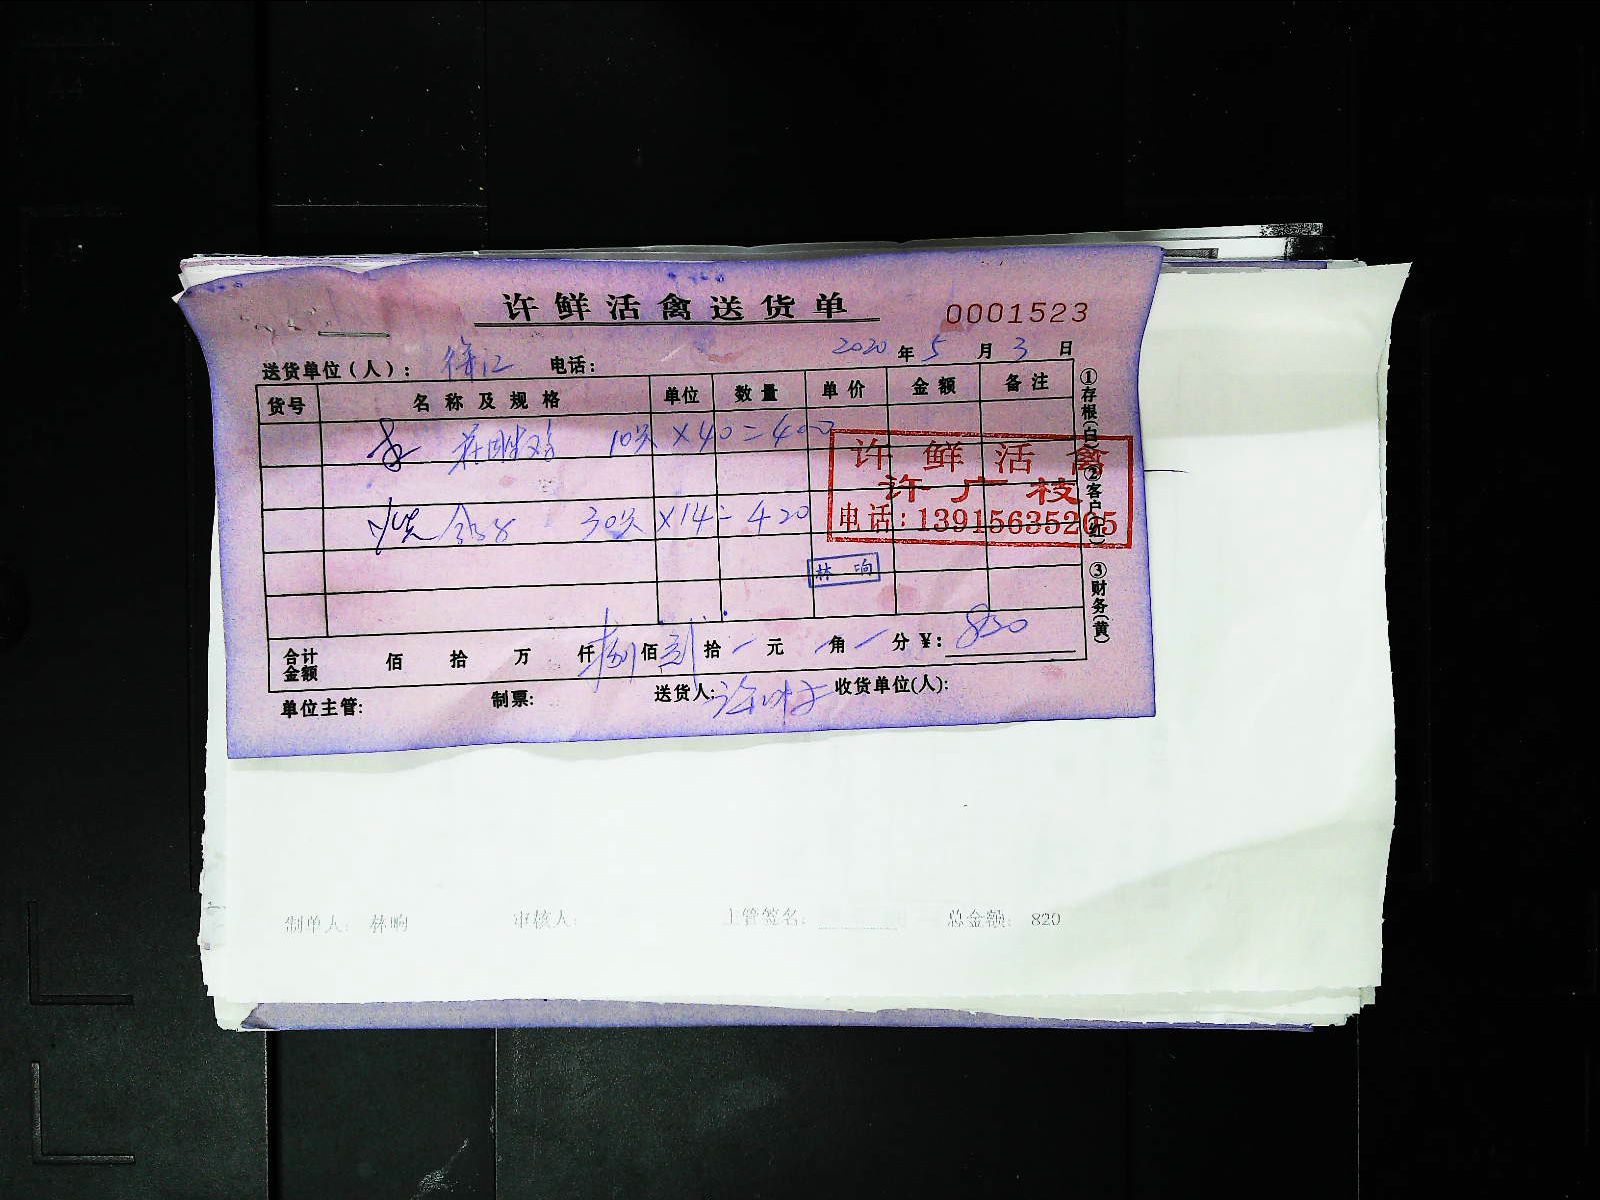 许鲜活禽送货单
0001523
2020年5月3日
送货单位(人): 徐江 电话:
货号 名称及规格 单位 数量 单价 金额 备注
10只 ×40=400
30只 ×14=420
许鲜活禽
许广枝
电话:13915635205
林响
合计金额 佰 拾 万 仟捌佰贰拾 元 角 分 ¥: 820
单位主管: 制票: 送货人: 收货单位(人):
①存根(白)②客户(红)③财务(黄)
制单人: 林响 审核人: 主管签名: 总金额: 820